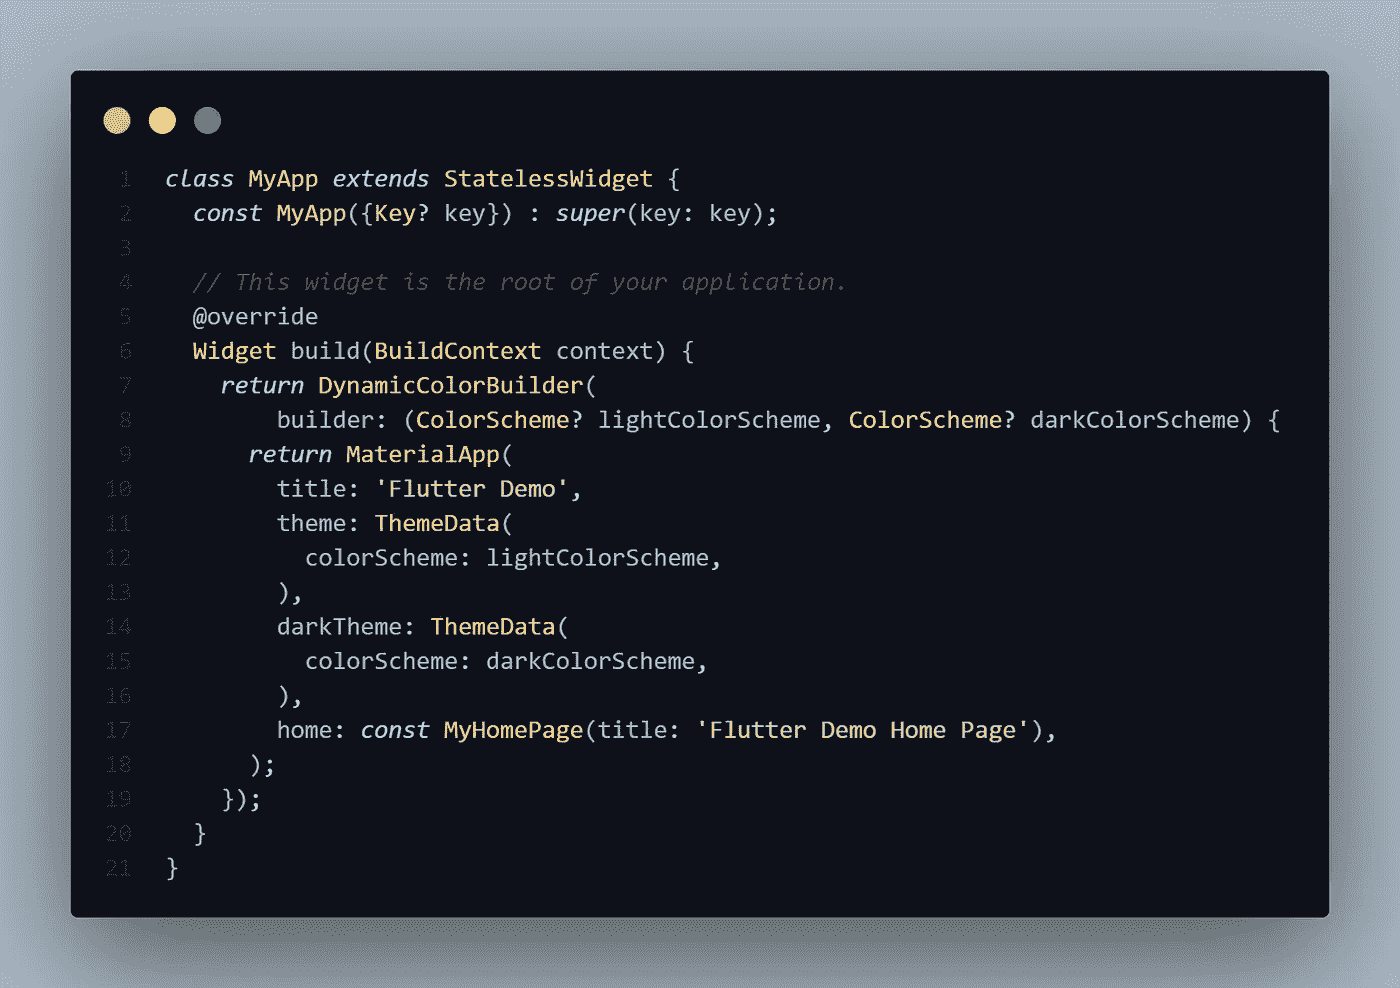 1 class MyApp extends StatelessWidget {
2   const MyApp({Key? key}) : super(key: key);
3
4   // This widget is the root of your application.
5   @override
6   Widget build(BuildContext context) {
7     return DynamicColorBuilder(
8         builder: (ColorScheme? lightColorScheme, ColorScheme? darkColorScheme) {
9       return MaterialApp(
10         title: 'Flutter Demo',
11         theme: ThemeData(
12           colorScheme: lightColorScheme,
13         ),
14         darkTheme: ThemeData(
15           colorScheme: darkColorScheme,
16         ),
17         home: const MyHomePage(title: 'Flutter Demo Home Page'),
18       );
19     });
20   }
21 }